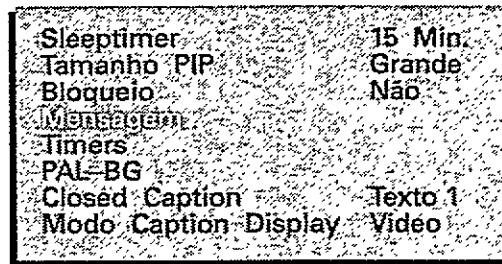 Sleeptimer 15 Min.
Tamanho PIP Grande
Bloqueio Não
Mensagem
Timers
PAL-BG
Closed Caption Texto 1
Modo Caption Display Video